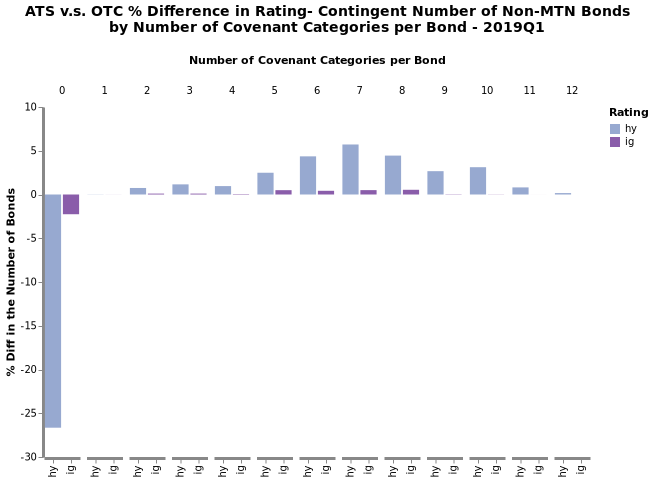 ATS v.s. OTC % Difference in Rating- Contingent Number of Non-MTN Bonds
by Number of Covenant Categories per Bond - 2019Q1
Number of Covenant Categories per Bond
0 1 2 3 4 5 6 7 8 9 10 11 12
Rating
hy
ig
% Diff in the Number of Bonds
10
5
0
-5
-10
-15
-20
-25
-30
hy ig hy ig hy ig hy ig hy ig hy ig hy ig hy ig hy ig hy ig hy ig hy ig hy ig